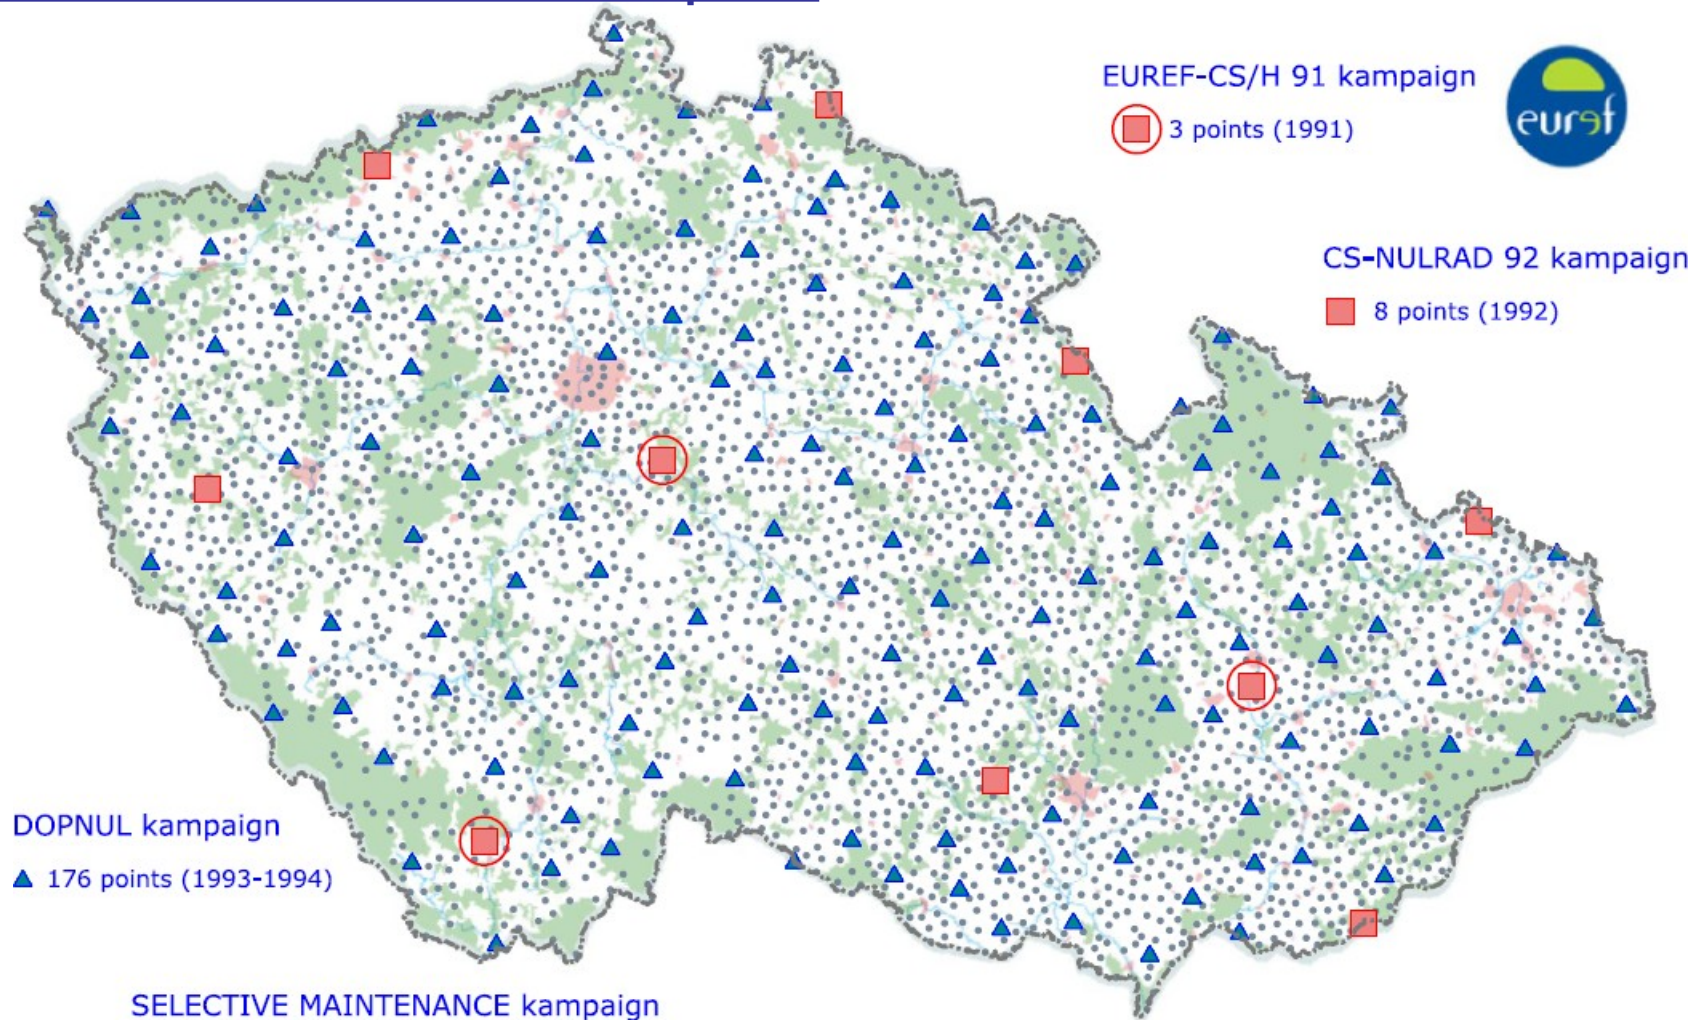 EUREF-CS/H 91 kampaign
3 points (1991)
euref
CS-NULRAD 92 kampaign
8 points (1992)
DOPNUL kampaign
176 points (1993-1994)
SELECTIVE MAINTENANCE kampaign